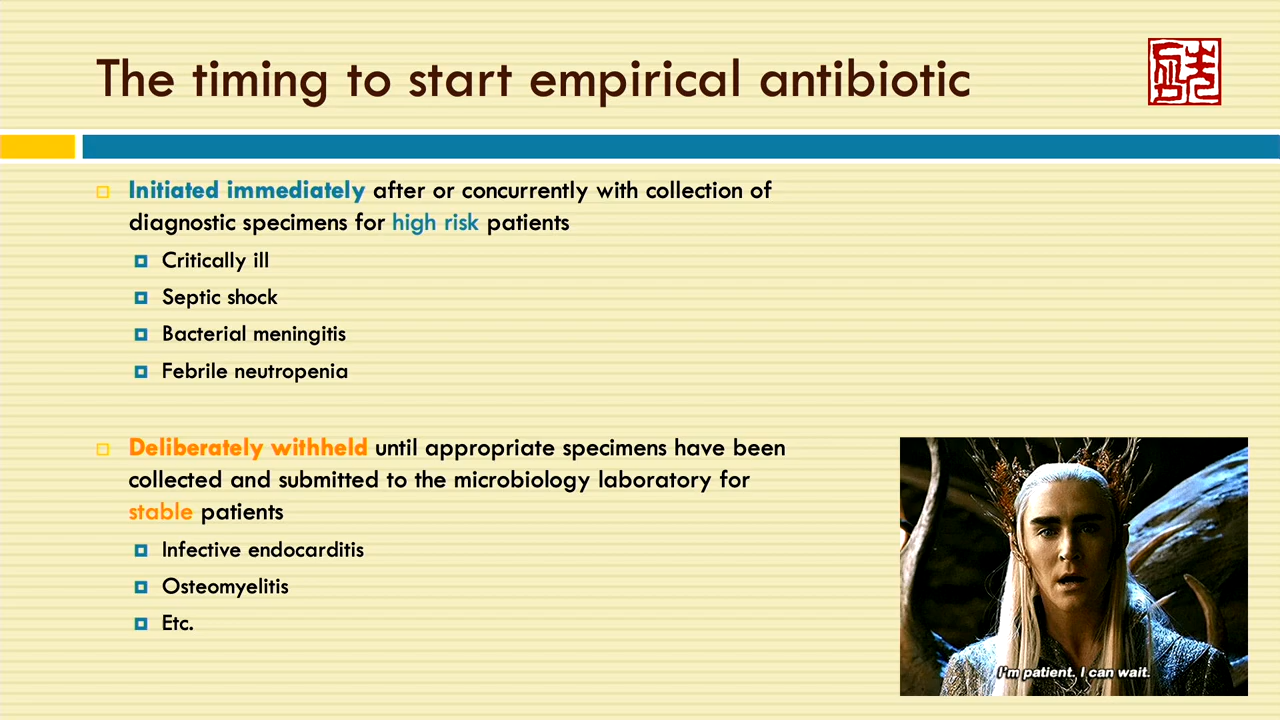 The timing to start empirical antibiotic
Initiated immediately after or concurrently with collection of
diagnostic specimens for high risk patients
Critically ill
Septic shock
Bacterial meningitis
Febrile neutropenia
Deliberately withheld until appropriate specimens have been
collected and submitted to the microbiology laboratory for
stable patients
Infective endocarditis
Osteomyelitis
Etc.
I'm patient. I can wait.